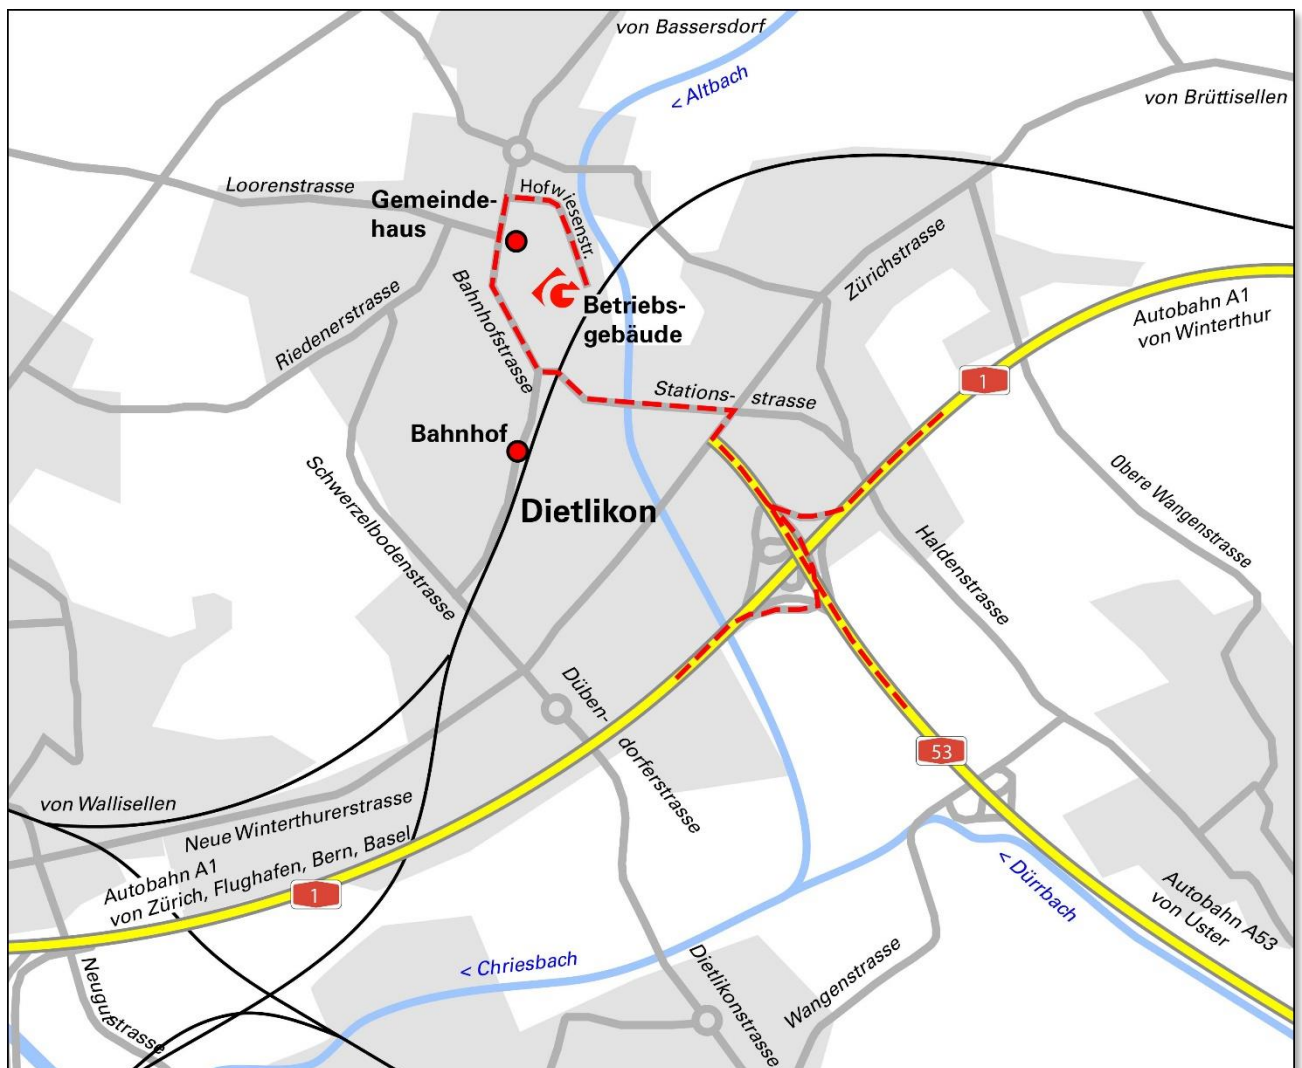 von Bassersdorf
< Altbach
von Brüttisellen
Loorenstrasse
Hofwiesenstr.
Gemeinde-
haus
Zürichstrasse
Bahnhofstrasse
Riedenerstrasse
Betriebs-
gebäude
Autobahn A1
von Winterthur
1
Stations-
strasse
Bahnhof
Dietlikon
Schwerzelbodenstrasse
Obere Wangenstrasse
Haldenstrasse
Düben-
dorferstrasse
53
von Wallisellen
Neue Winterthurerstrasse
Autobahn A1
von Zürich, Flughafen, Bern, Basel
1
< Dürrbach
Autobahn A53
von Uster
< Chriesbach
Neugutstrasse
Dietlikonstrasse
Wangenstrasse